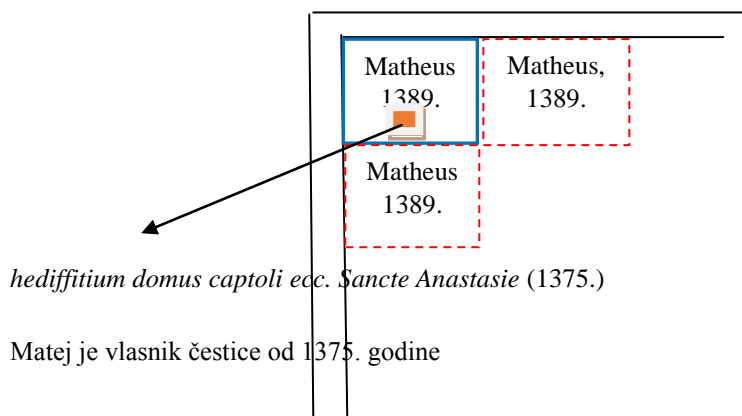 Matheus
1389.
Matheus,
1389.
Matheus
1389.
hediffitium domus captoli ecc. Sancte Anastasie (1375.)
Matej je vlasnik čestice od 1375. godine